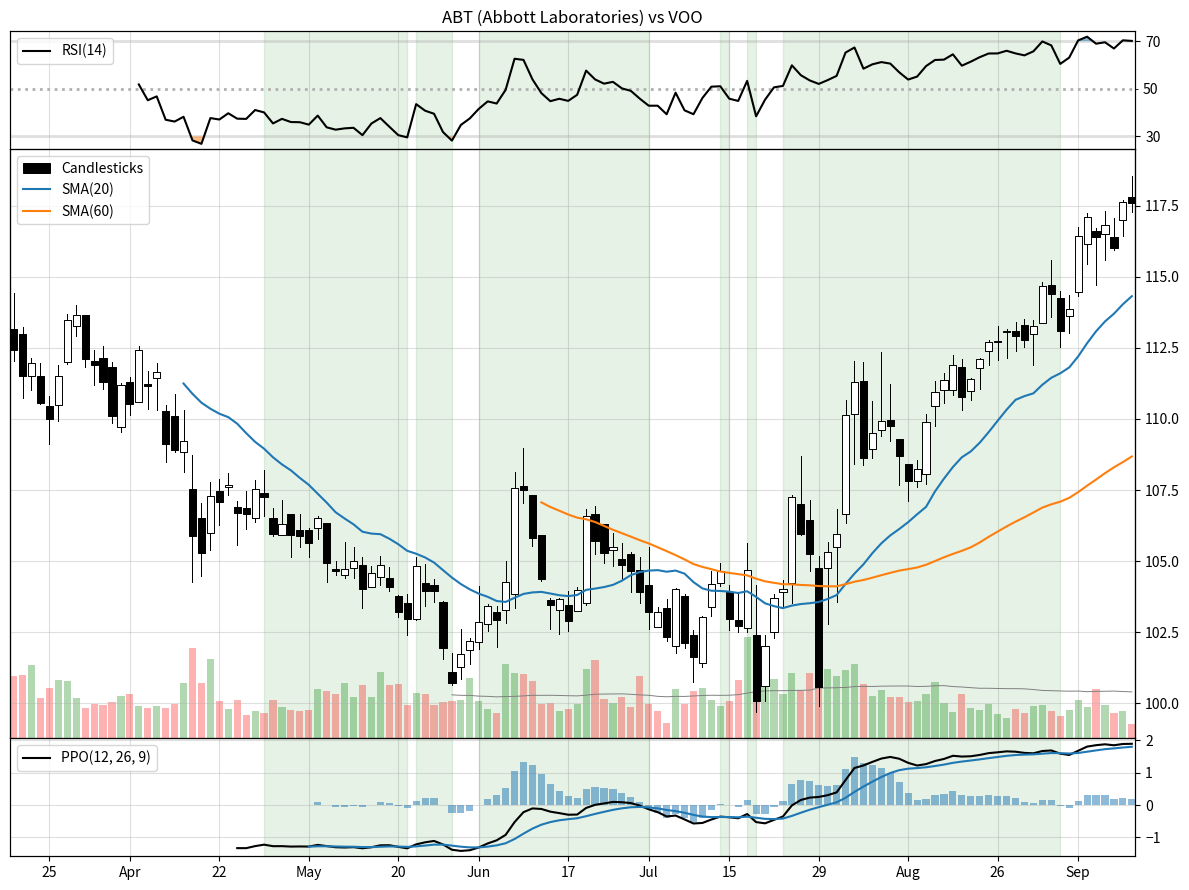 ABT (Abbott Laboratories) vs VOO
RSI(14)
70
50
30
Candlesticks
SMA(20)
SMA(60)
117.5
115.0
112.5
110.0
107.5
105.0
102.5
100.0
PPO(12, 26, 9)
2
1
0
−1
25 Apr 22 May 20 Jun 17 Jul 15 29 Aug 26 Sep